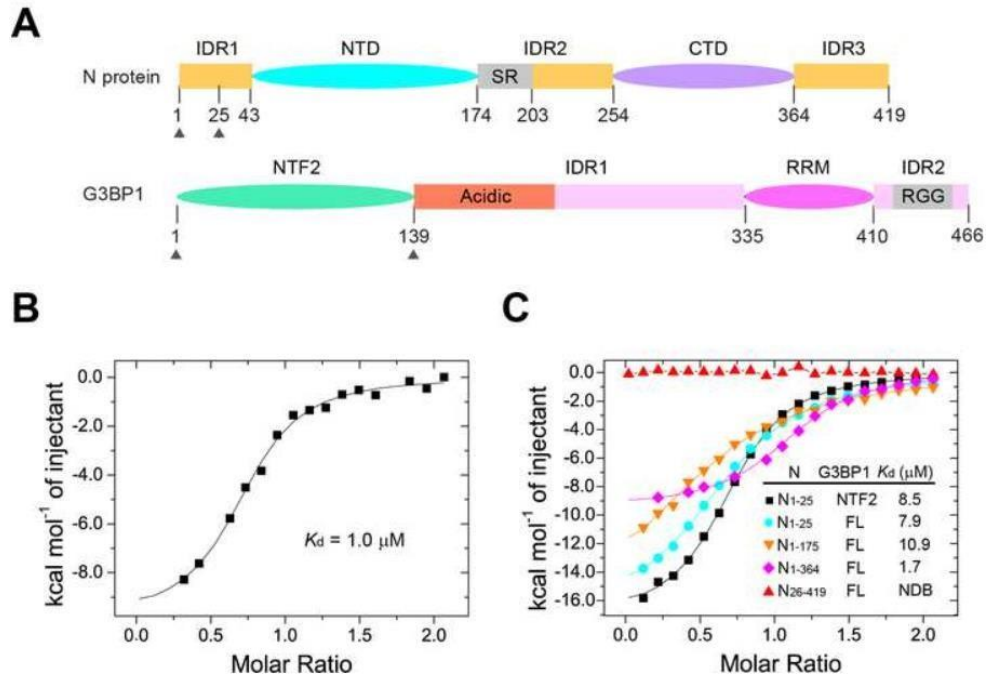 A
IDR1 NTD IDR2 CTD IDR3
N protein
SR
1 25 43 174 203 254 364 419
NTF2 IDR1 RRM IDR2
G3BP1
Acidic RGG
1 139 335 410 466
B
kcal mol⁻¹ of injectant
0.0
-2.0
-4.0
-6.0
-8.0
Kd = 1.0 μM
0.0 0.5 1.0 1.5 2.0
Molar Ratio
C
kcal mol⁻¹ of injectant
0.0
-2.0
-4.0
-6.0
-8.0
-10.0
-12.0
-14.0
-16.0
N G3BP1 Kd (μM)
N1-25 NTF2 8.5
N1-25 FL 7.9
N1-175 FL 10.9
N1-364 FL 1.7
N26-419 FL NDB
0.0 0.5 1.0 1.5 2.0
Molar Ratio